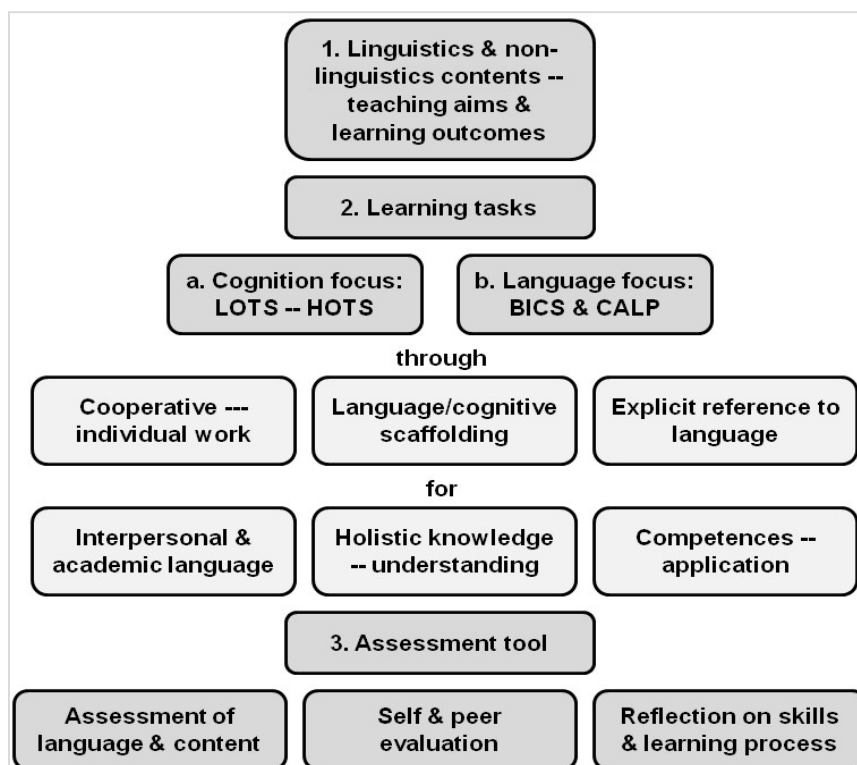 1. Linguistics & non-
linguistics contents --
teaching aims &
learning outcomes
2. Learning tasks
a. Cognition focus:
LOTS -- HOTS
b. Language focus:
BICS & CALP
through
Cooperative ---
individual work
Language/cognitive
scaffolding
Explicit reference to
language
for
Interpersonal &
academic language
Holistic knowledge
-- understanding
Competences --
application
3. Assessment tool
Assessment of
language & content
Self & peer
evaluation
Reflection on skills
& learning process